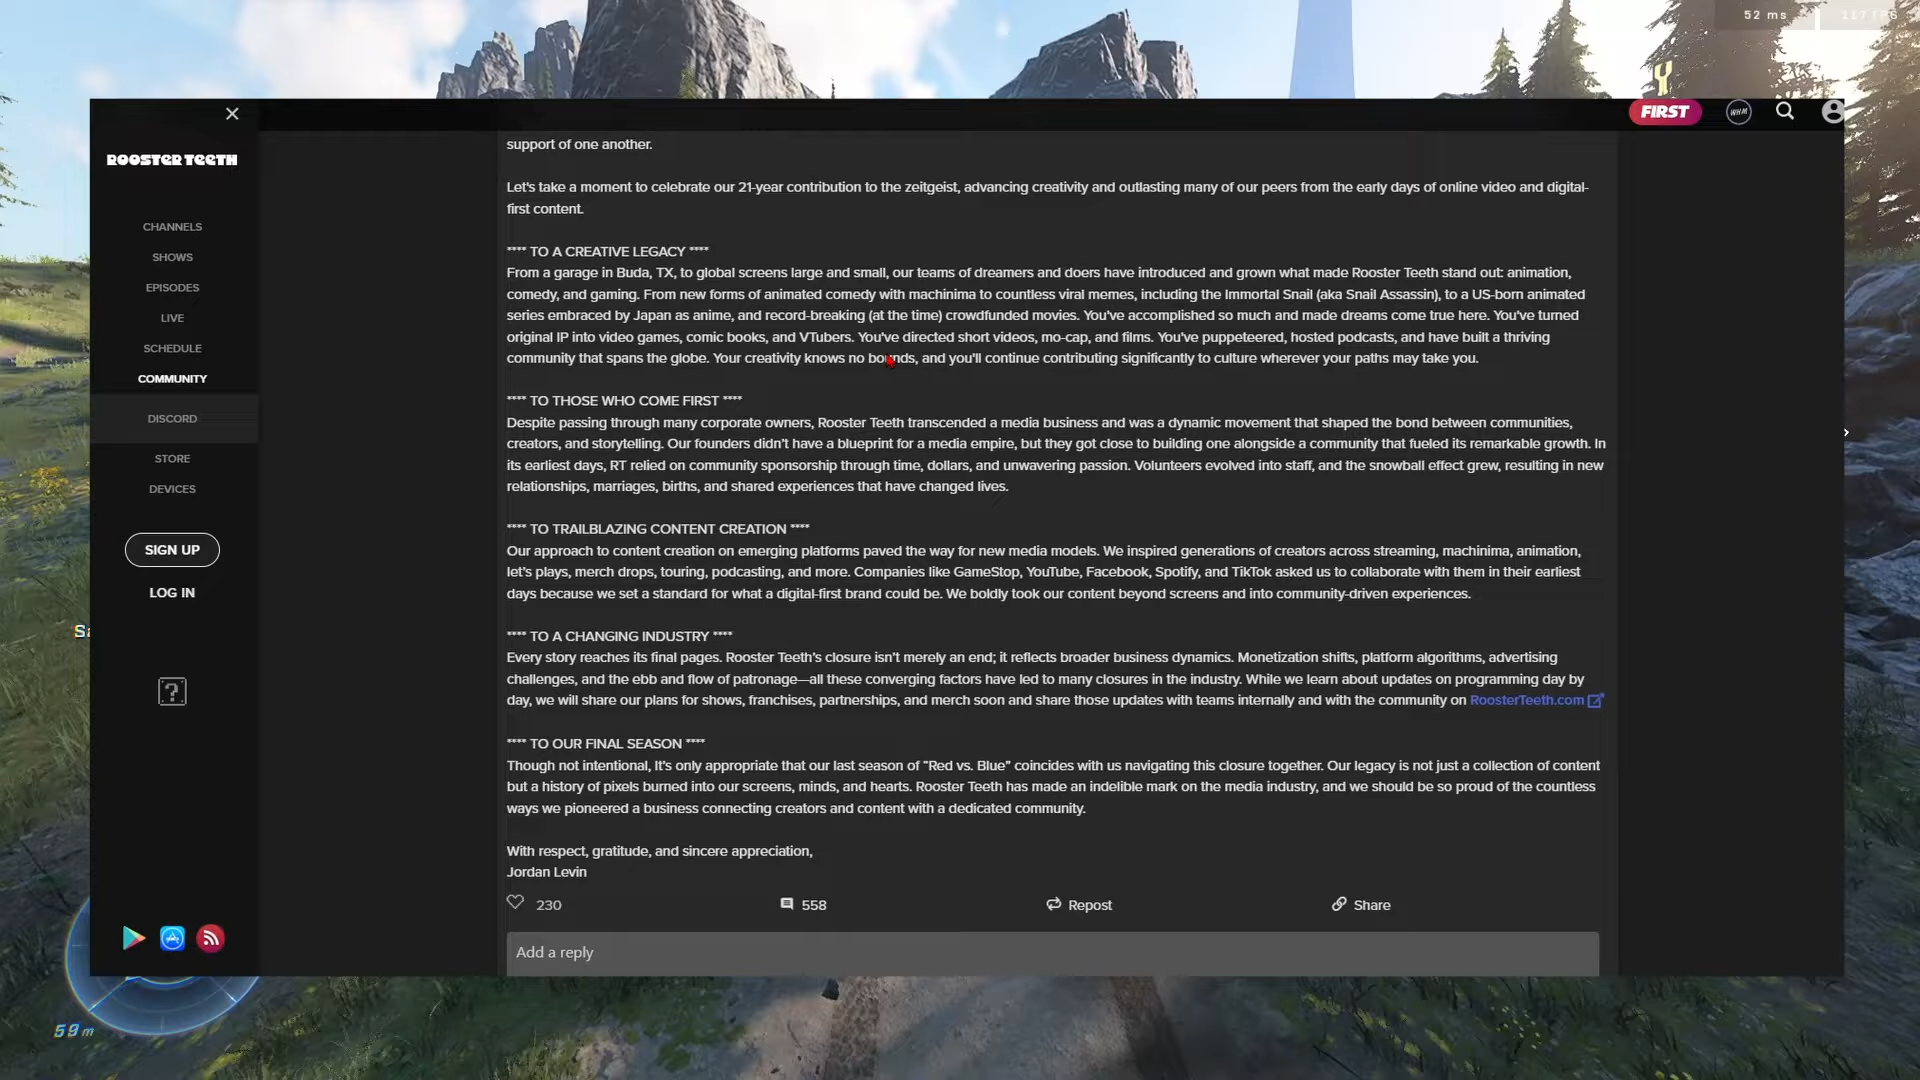 52 ms
117 FPS
FIRST
WHM
ROOSTER TEETH
CHANNELS
SHOWS
EPISODES
LIVE
SCHEDULE
COMMUNITY
DISCORD
STORE
DEVICES
SIGN UP
LOG IN
?
support of one another.
Let's take a moment to celebrate our 21-year contribution to the zeitgeist, advancing creativity and outlasting many of our peers from the early days of online video and digital-
first content.
**** TO A CREATIVE LEGACY ****
From a garage in Buda, TX, to global screens large and small, our teams of dreamers and doers have introduced and grown what made Rooster Teeth stand out: animation,
comedy, and gaming. From new forms of animated comedy with machinima to countless viral memes, including the Immortal Snail (aka Snail Assassin), to a US-born animated
series embraced by Japan as anime, and record-breaking (at the time) crowdfunded movies. You've accomplished so much and made dreams come true here. You've turned
original IP into video games, comic books, and VTubers. You've directed short videos, mo-cap, and films. You've puppeteered, hosted podcasts, and have built a thriving
community that spans the globe. Your creativity knows no bounds, and you'll continue contributing significantly to culture wherever your paths may take you.
**** TO THOSE WHO COME FIRST ****
Despite passing through many corporate owners, Rooster Teeth transcended a media business and was a dynamic movement that shaped the bond between communities,
creators, and storytelling. Our founders didn't have a blueprint for a media empire, but they got close to building one alongside a community that fueled its remarkable growth. In
its earliest days, RT relied on community sponsorship through time, dollars, and unwavering passion. Volunteers evolved into staff, and the snowball effect grew, resulting in new
relationships, marriages, births, and shared experiences that have changed lives.
**** TO TRAILBLAZING CONTENT CREATION ****
Our approach to content creation on emerging platforms paved the way for new media models. We inspired generations of creators across streaming, machinima, animation,
let's plays, merch drops, touring, podcasting, and more. Companies like GameStop, YouTube, Facebook, Spotify, and TikTok asked us to collaborate with them in their earliest
days because we set a standard for what a digital-first brand could be. We boldly took our content beyond screens and into community-driven experiences.
**** TO A CHANGING INDUSTRY ****
Every story reaches its final pages. Rooster Teeth's closure isn't merely an end; it reflects broader business dynamics. Monetization shifts, platform algorithms, advertising
challenges, and the ebb and flow of patronage—all these converging factors have led to many closures in the industry. While we learn about updates on programming day by
day, we will share our plans for shows, franchises, partnerships, and merch soon and share those updates with teams internally and with the community on RoosterTeeth.com
**** TO OUR FINAL SEASON ****
Though not intentional, It's only appropriate that our last season of "Red vs. Blue" coincides with us navigating this closure together. Our legacy is not just a collection of content
but a history of pixels burned into our screens, minds, and hearts. Rooster Teeth has made an indelible mark on the media industry, and we should be so proud of the countless
ways we pioneered a business connecting creators and content with a dedicated community.
With respect, gratitude, and sincere appreciation,
Jordan Levin
230
558
Repost
Share
Add a reply
59 m